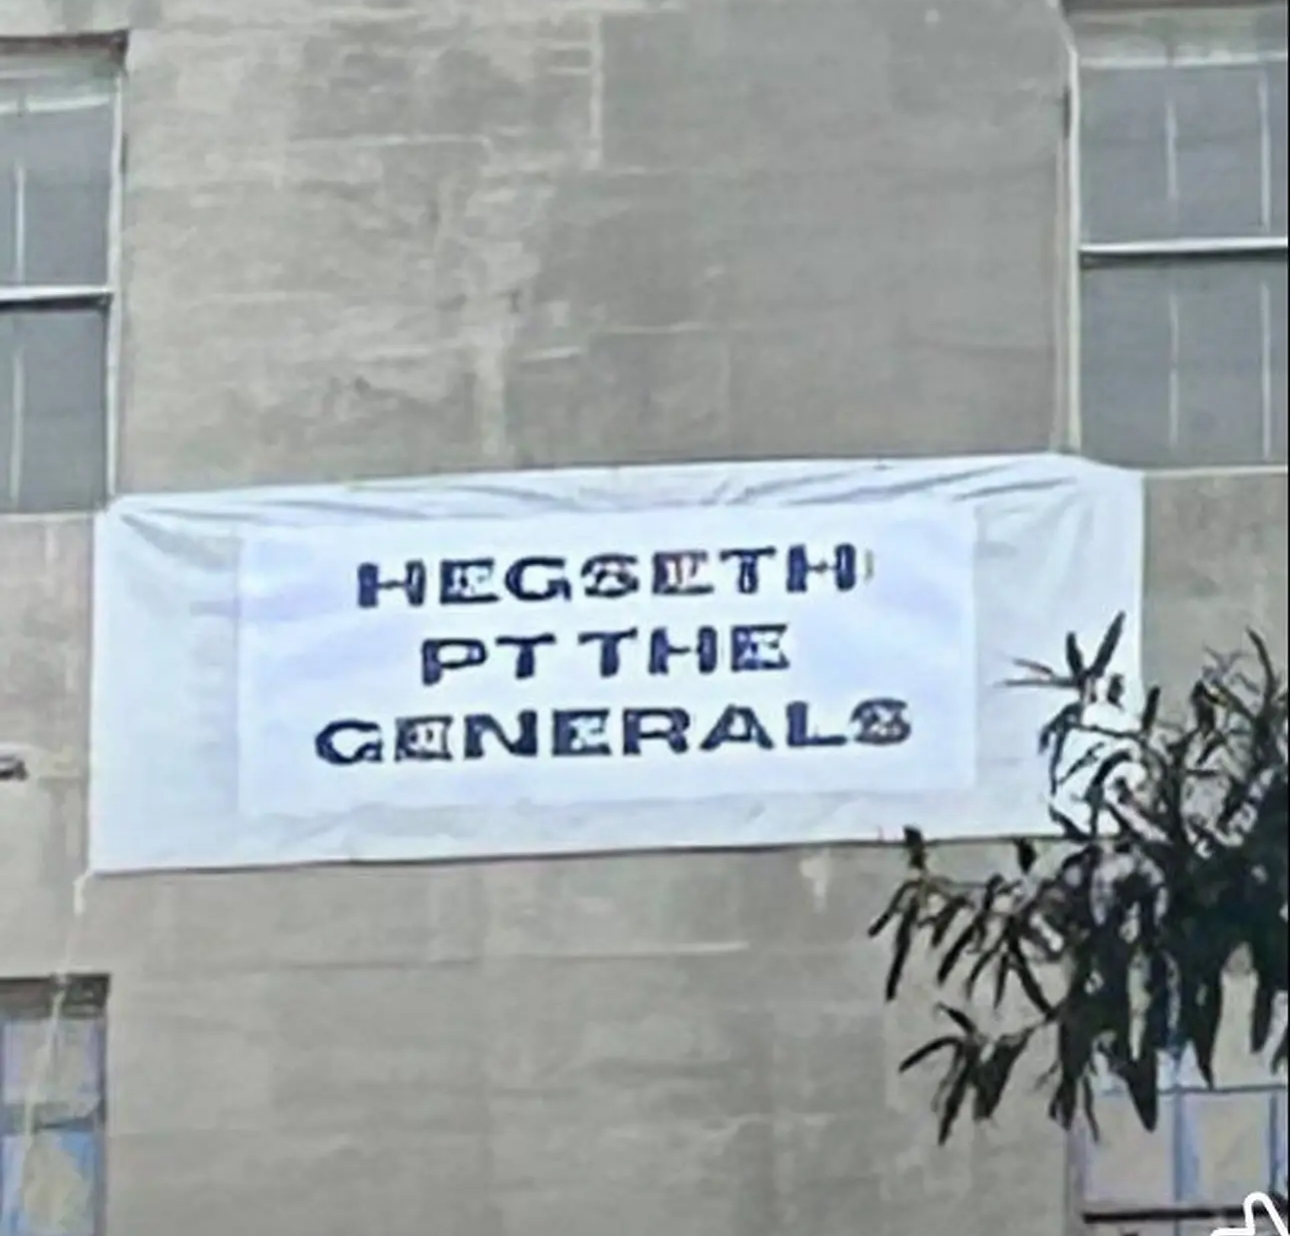 HEGSETH
PT THE
GENERALS